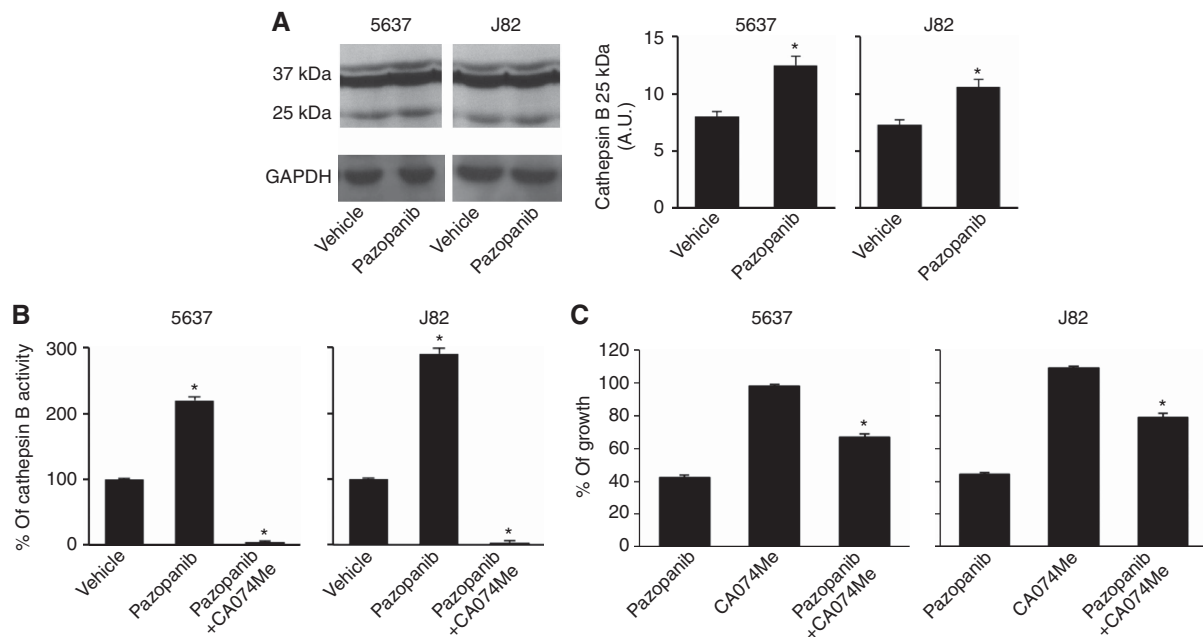 A
5637
J82
37 kDa
25 kDa
GAPDH
Vehicle
Pazopanib
Vehicle
Pazopanib
5637
J82
Cathepsin B 25 kDa
(A.U.)
15
10
5
0
*
*
Vehicle
Pazopanib
Vehicle
Pazopanib
B
5637
J82
% Of cathepsin B activity
300
200
100
0
*
*
*
*
Vehicle
Pazopanib
Pazopanib
+CA074Me
Vehicle
Pazopanib
Pazopanib
+CA074Me
C
5637
J82
% Of growth
120
100
80
60
40
20
0
*
*
Pazopanib
CA074Me
Pazopanib
+CA074Me
Pazopanib
CA074Me
Pazopanib
+CA074Me